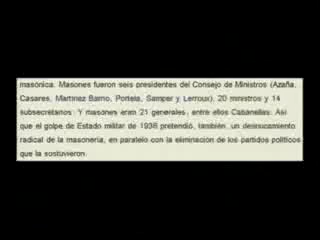 masónica. Masones fueron seis presidentes del Consejo de Ministros (Azaña,
Casares, Martínez Barrio, Portela, Samper y Lerroux), 20 ministros y 14
subsecretarios. Y masones eran 21 generales, entre ellos Cabanellas. Así
que el golpe de Estado militar de 1936 pretendió, también, un desnucamiento
radical de la masonería, en paralelo con la eliminación de los partidos políticos
que la sostuvieron.